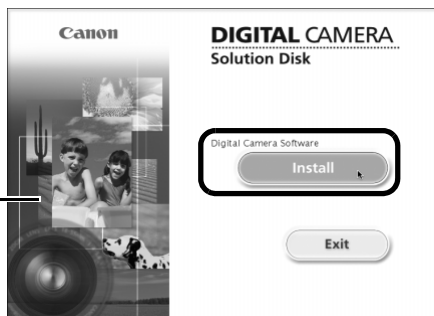 Canon
DIGITAL CAMERA
Solution Disk
Digital Camera Software
Install
Exit